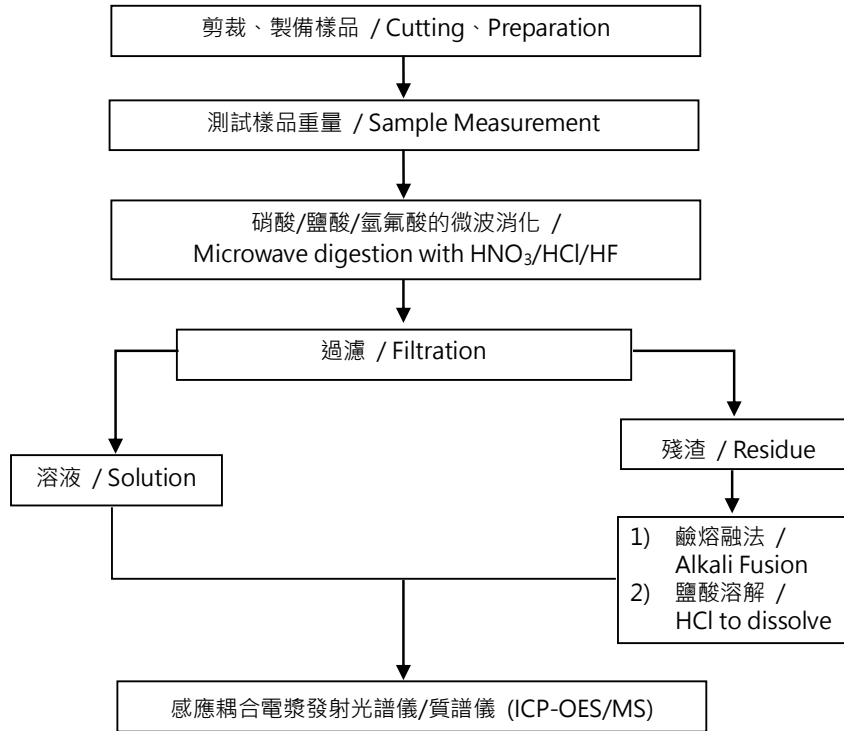 剪裁、製備樣品 / Cutting、Preparation
測試樣品重量 / Sample Measurement
硝酸/鹽酸/氫氟酸的微波消化 /
Microwave digestion with HNO₃/HCl/HF
過濾 / Filtration
溶液 / Solution
殘渣 / Residue
1) 鹼熔融法 /
Alkali Fusion
2) 鹽酸溶解 /
HCl to dissolve
感應耦合電漿發射光譜儀/質譜儀 (ICP-OES/MS)